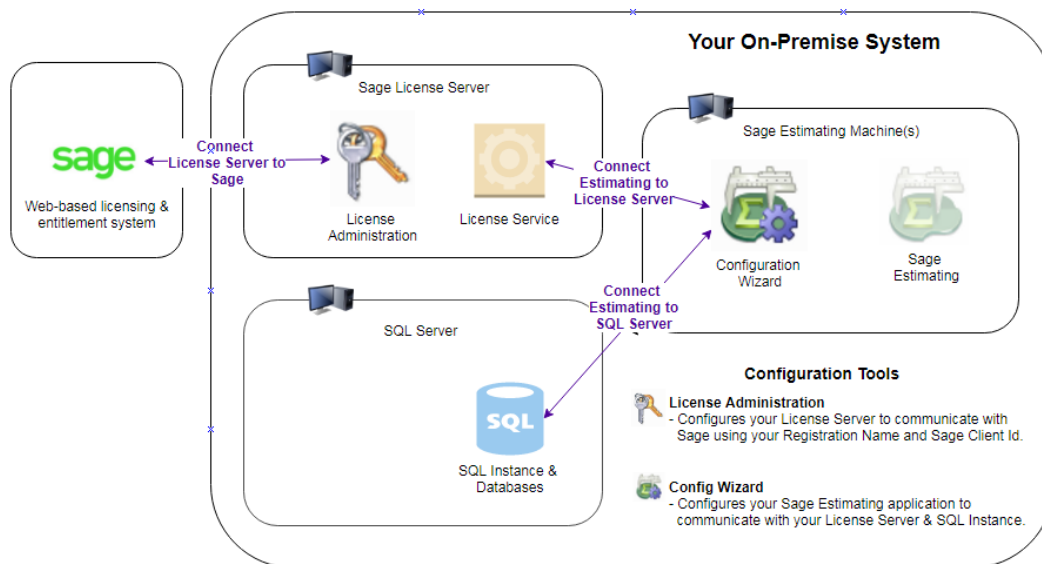 Your On-Premise System
Sage License Server
Sage Estimating Machine(s)
sage
Connect
License Server to
Sage
Web-based licensing &
entitlement system
License
Administration
License Service
Connect
Estimating to
License Server
Configuration
Wizard
Sage
Estimating
Connect
Estimating to
SQL Server
SQL Server
SQL
SQL Instance &
Databases
Configuration Tools
License Administration
- Configures your License Server to communicate with
Sage using your Registration Name and Sage Client Id.
Config Wizard
- Configures your Sage Estimating application to
communicate with your License Server & SQL Instance.